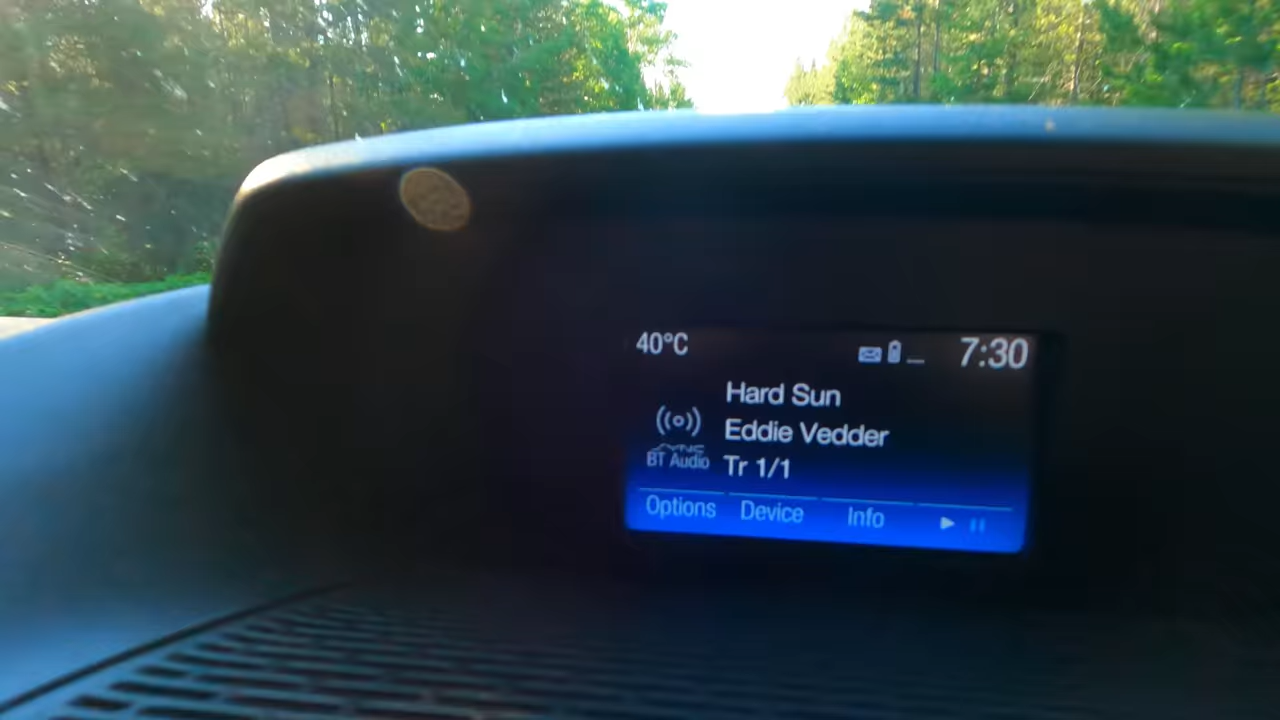 40°C 7:30
Hard Sun
Eddie Vedder
SYNC
BT Audio Tr 1/1
Options Device Info